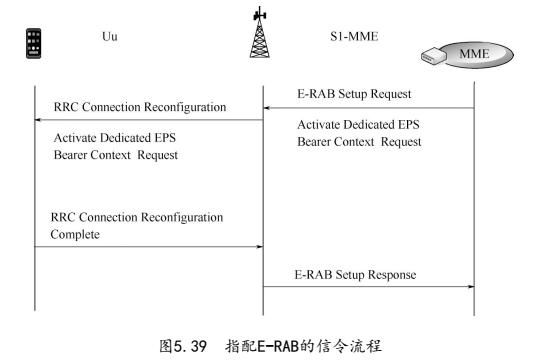 Uu
S1-MME
MME
E-RAB Setup Request
RRC Connection Reconfiguration
Activate Dedicated EPS
Bearer Context Request
Activate Dedicated EPS
Bearer Context Request
RRC Connection Reconfiguration
Complete
E-RAB Setup Response
图5.39 指配E-RAB的信令流程